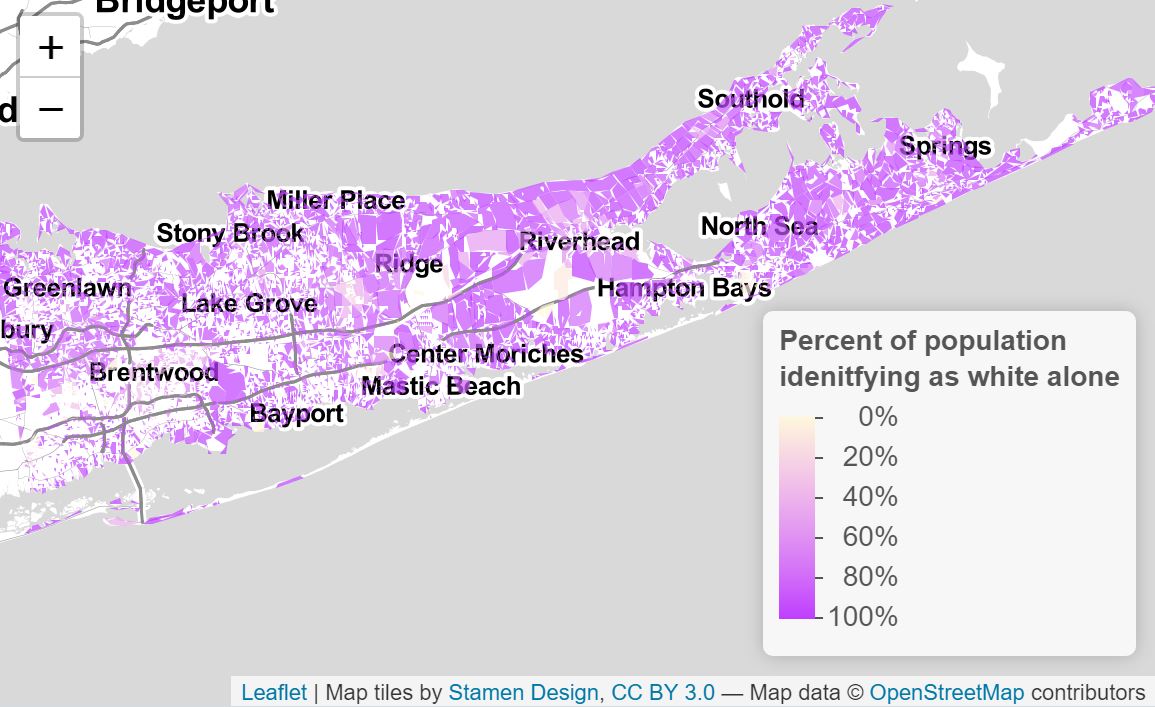 Bridgeport
+
−
d
Southold
Springs
Miller Place
Stony Brook
North Sea
Riverhead
Ridge
Greenlawn
Hampton Bays
Lake Grove
bury
Center Moriches
Brentwood
Mastic Beach
Bayport
Percent of population
idenitfying as white alone
0%
20%
40%
60%
80%
100%
Leaflet | Map tiles by Stamen Design, CC BY 3.0 — Map data © OpenStreetMap contributors